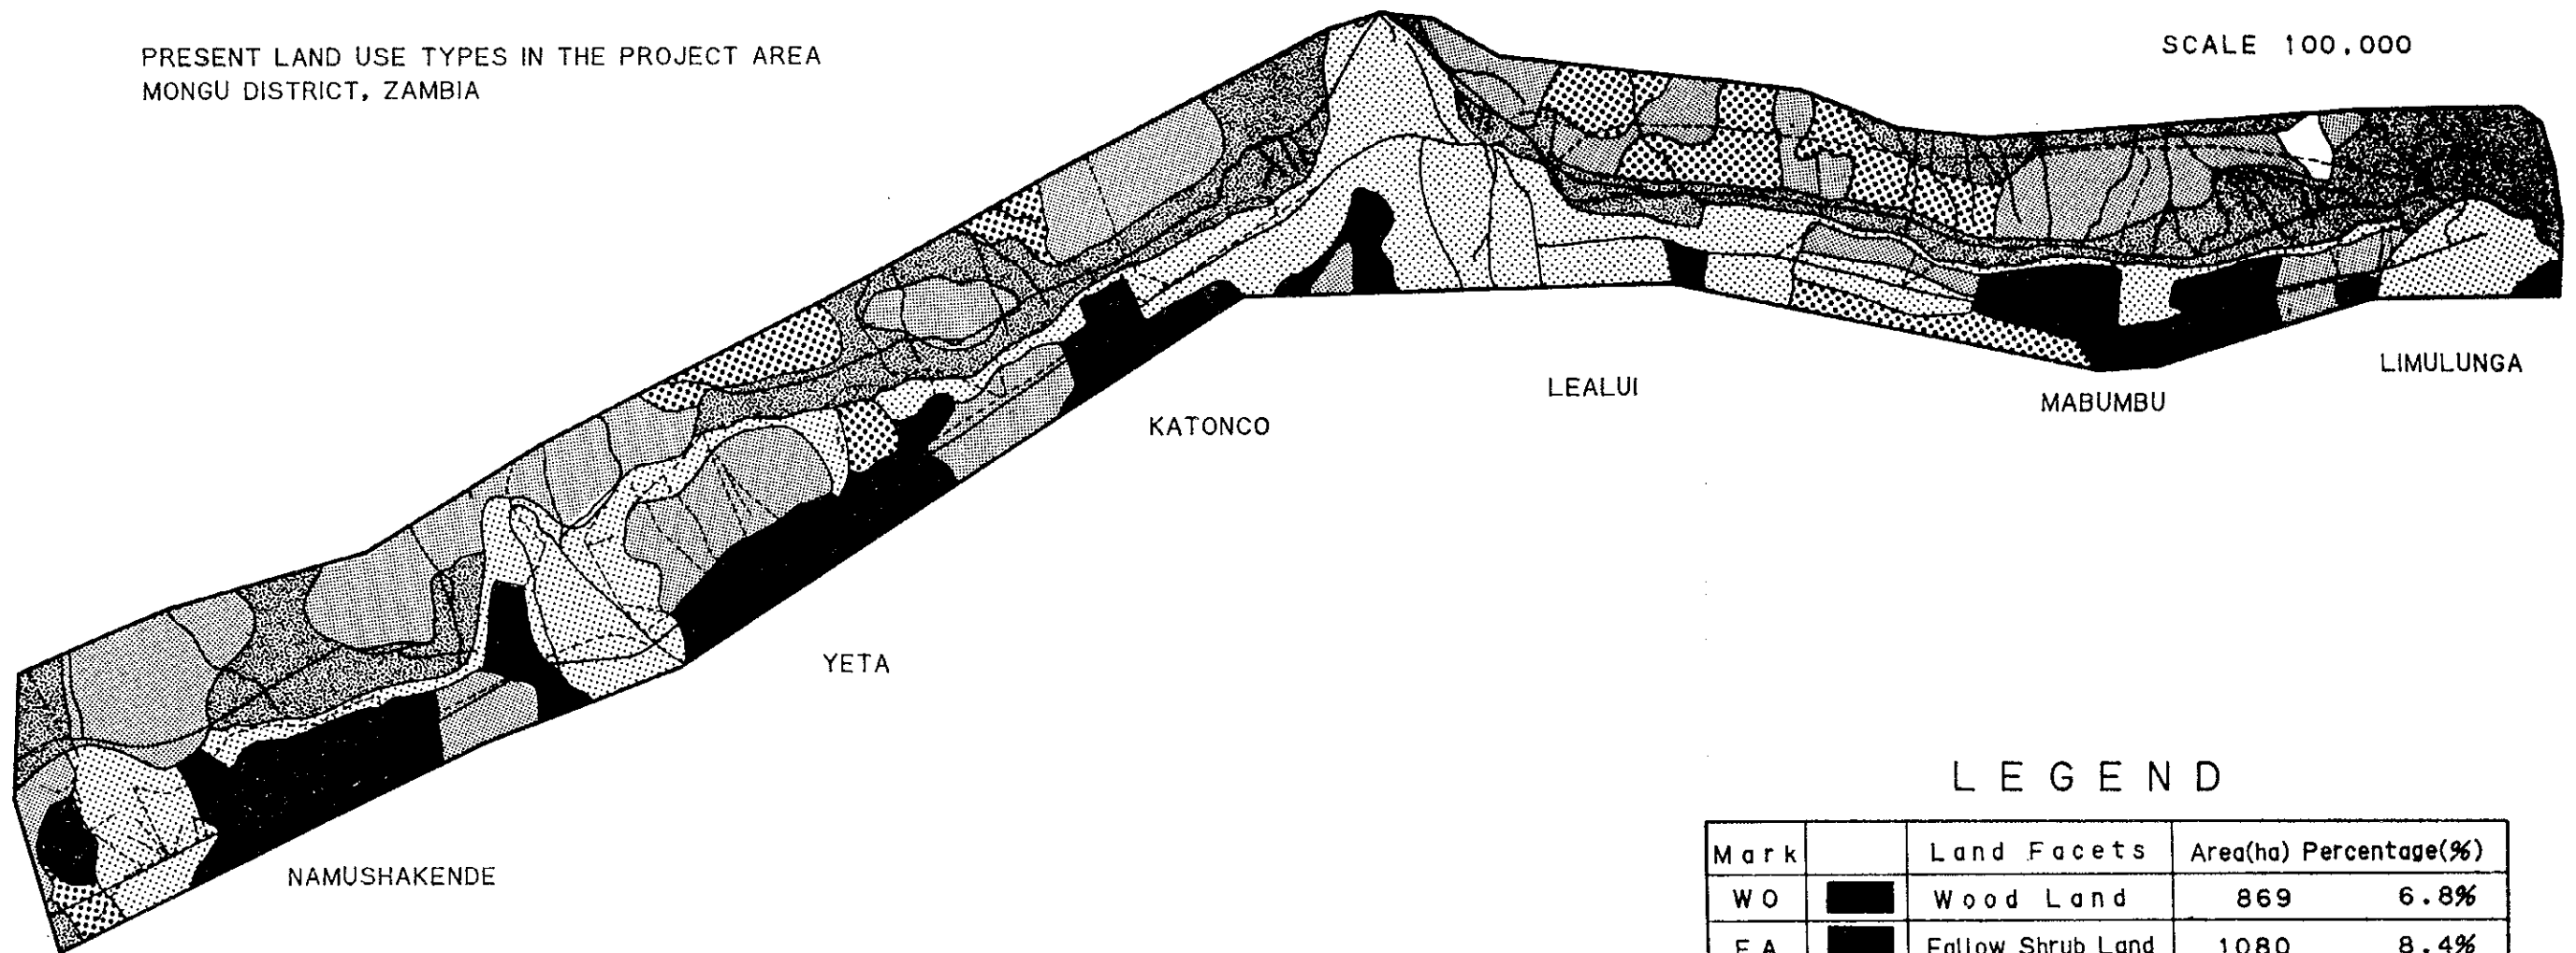 PRESENT LAND USE TYPES IN THE PROJECT AREA
MONGU DISTRICT, ZAMBIA
SCALE 100,000
LIMULUNGA
LEALUI
MABUMBU
KATONCO
YETA
NAMUSHAKENDE
LEGEND
Mark Land Facets Area(ha) Percentage(%)
WO Wood Land 869 6.8%
FA Fallow Shrub Land 1080 8.4%